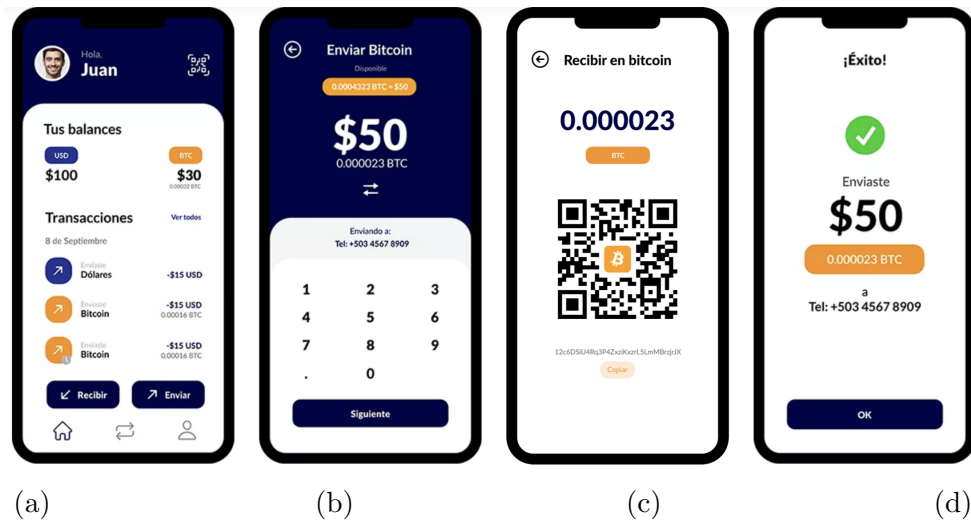 Hola,
Juan
Tus balances
USD
BTC
$100
$30
0.00032 BTC
Transacciones
Ver todos
8 de Septiembre
Enviaste
Dólares
-$15 USD
Enviaste
Bitcoin
-$15 USD
0.00016 BTC
Enviaste
Bitcoin
-$15 USD
0.00016 BTC
Recibir
Enviar
Enviar Bitcoin
Disponible
0.0004323 BTC = $50
$50
0.000023 BTC
Enviando a:
Tel: +503 4567 8909
1 2 3
4 5 6
7 8 9
. 0
Siguiente
Recibir en bitcoin
0.000023
BTC
Copiar
¡Éxito!
Enviaste
$50
0.000023 BTC
a
Tel: +503 4567 8909
OK
(a) (b) (c) (d)